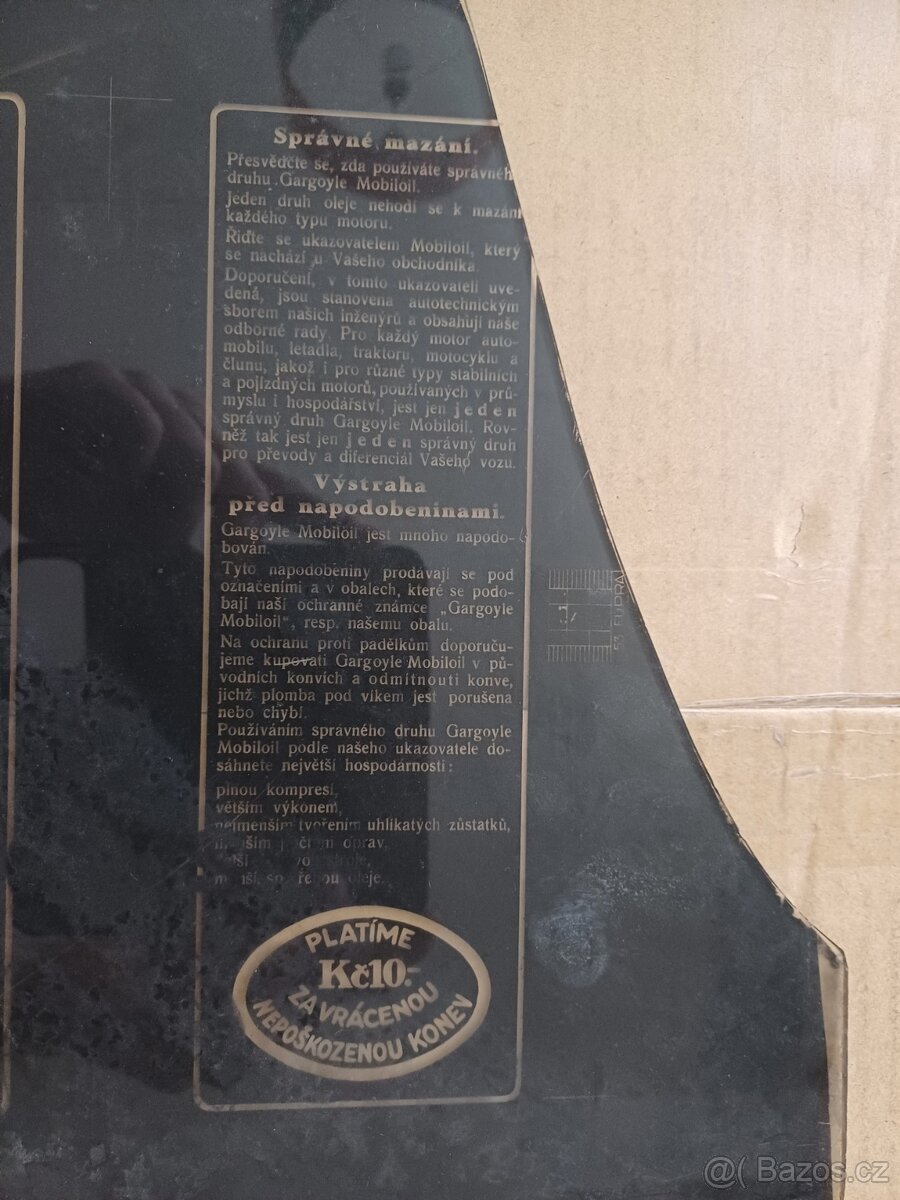 Správné mazání.
Přesvědčte se, zda používáte správnéh
druhu Gargoyle Mobiloil.
Jeden druh oleje nehodí se k mazání
každého typu motoru.
Řiďte se ukazovatelem Mobiloil, který
se nachází u Vašeho obchodníka
Doporučení, v tomto ukazovateli uve-
dená, jsou stanovena autotechnickým
sborem našich inženýrů a obsahují naše
odborné rady. Pro každý motor auto-
mobilu, letadla, traktoru, motocyklu a
člunu, jakož i pro různé typy stabilních
a pojízdných motorů, používaných v prů-
myslu i hospodářství, jest jen jeden
správný druh Gargoyle Mobiloil. Rov-
něž tak jest jen jeden správný druh
pro převody a diferenciál Vašeho vozu.
Výstraha
před napodobeninami.
Gargoyle Mobiloil jest mnoho napodo-
bován.
Tyto napodobeniny prodávají se pod
označeními a v obalech, které se podo-
bají naší ochranné známce „Gargoyle
Mobiloil", resp. našemu obalu.
Na ochranu proti padělkům doporuču-
jeme kupovati Gargoyle Mobiloil v pů-
vodních konvích a odmítnouti konve,
jichž plomba pod víkem jest porušena
nebo chybí.
Používáním správného druhu Gargoyle
Mobiloil podle našeho ukazovatele do-
sáhnete největší hospodárnosti:
plnou kompresí,
větším výkonem,
nejmenším tvořením uhlíkatých zůstatků,
oprav,
oleje.
PLATÍME
Kč10.-
ZA VRÁCENOU
NEPOŠKOZENOU KONEV
@( Bazos.cz